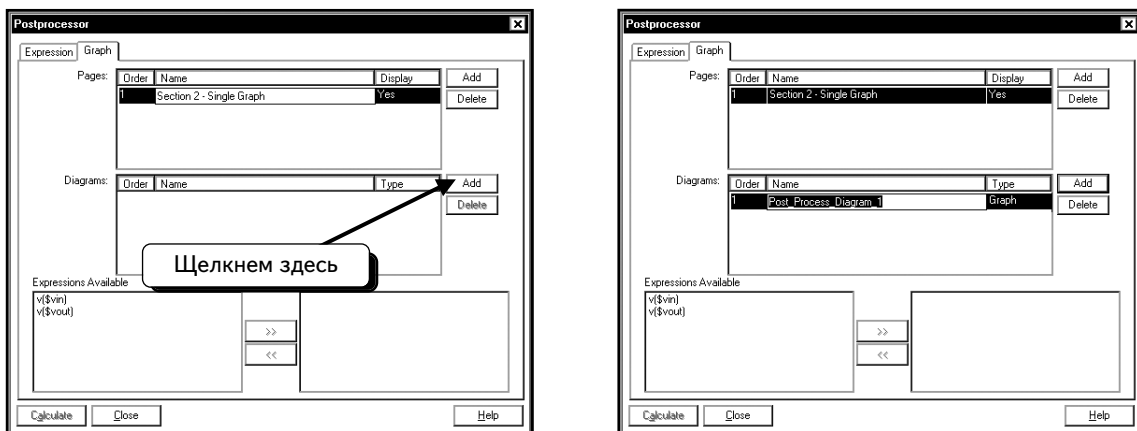 Postprocessor
Expression Graph
Pages:
Order Name Display
1 Section 2 - Single Graph Yes
Add
Delete
Diagrams:
Order Name Type
Add
Delete
Щелкнем здесь
Expressions Available
v($vin)
v($vout)
>>
<<
Calculate Close Help
Postprocessor
Expression Graph
Pages:
Order Name Display
1 Section 2 - Single Graph Yes
Add
Delete
Diagrams:
Order Name Type
1 Post_Process_Diagram_1 Graph
Add
Delete
Expressions Available
v($vin)
v($vout)
>>
<<
Calculate Close Help